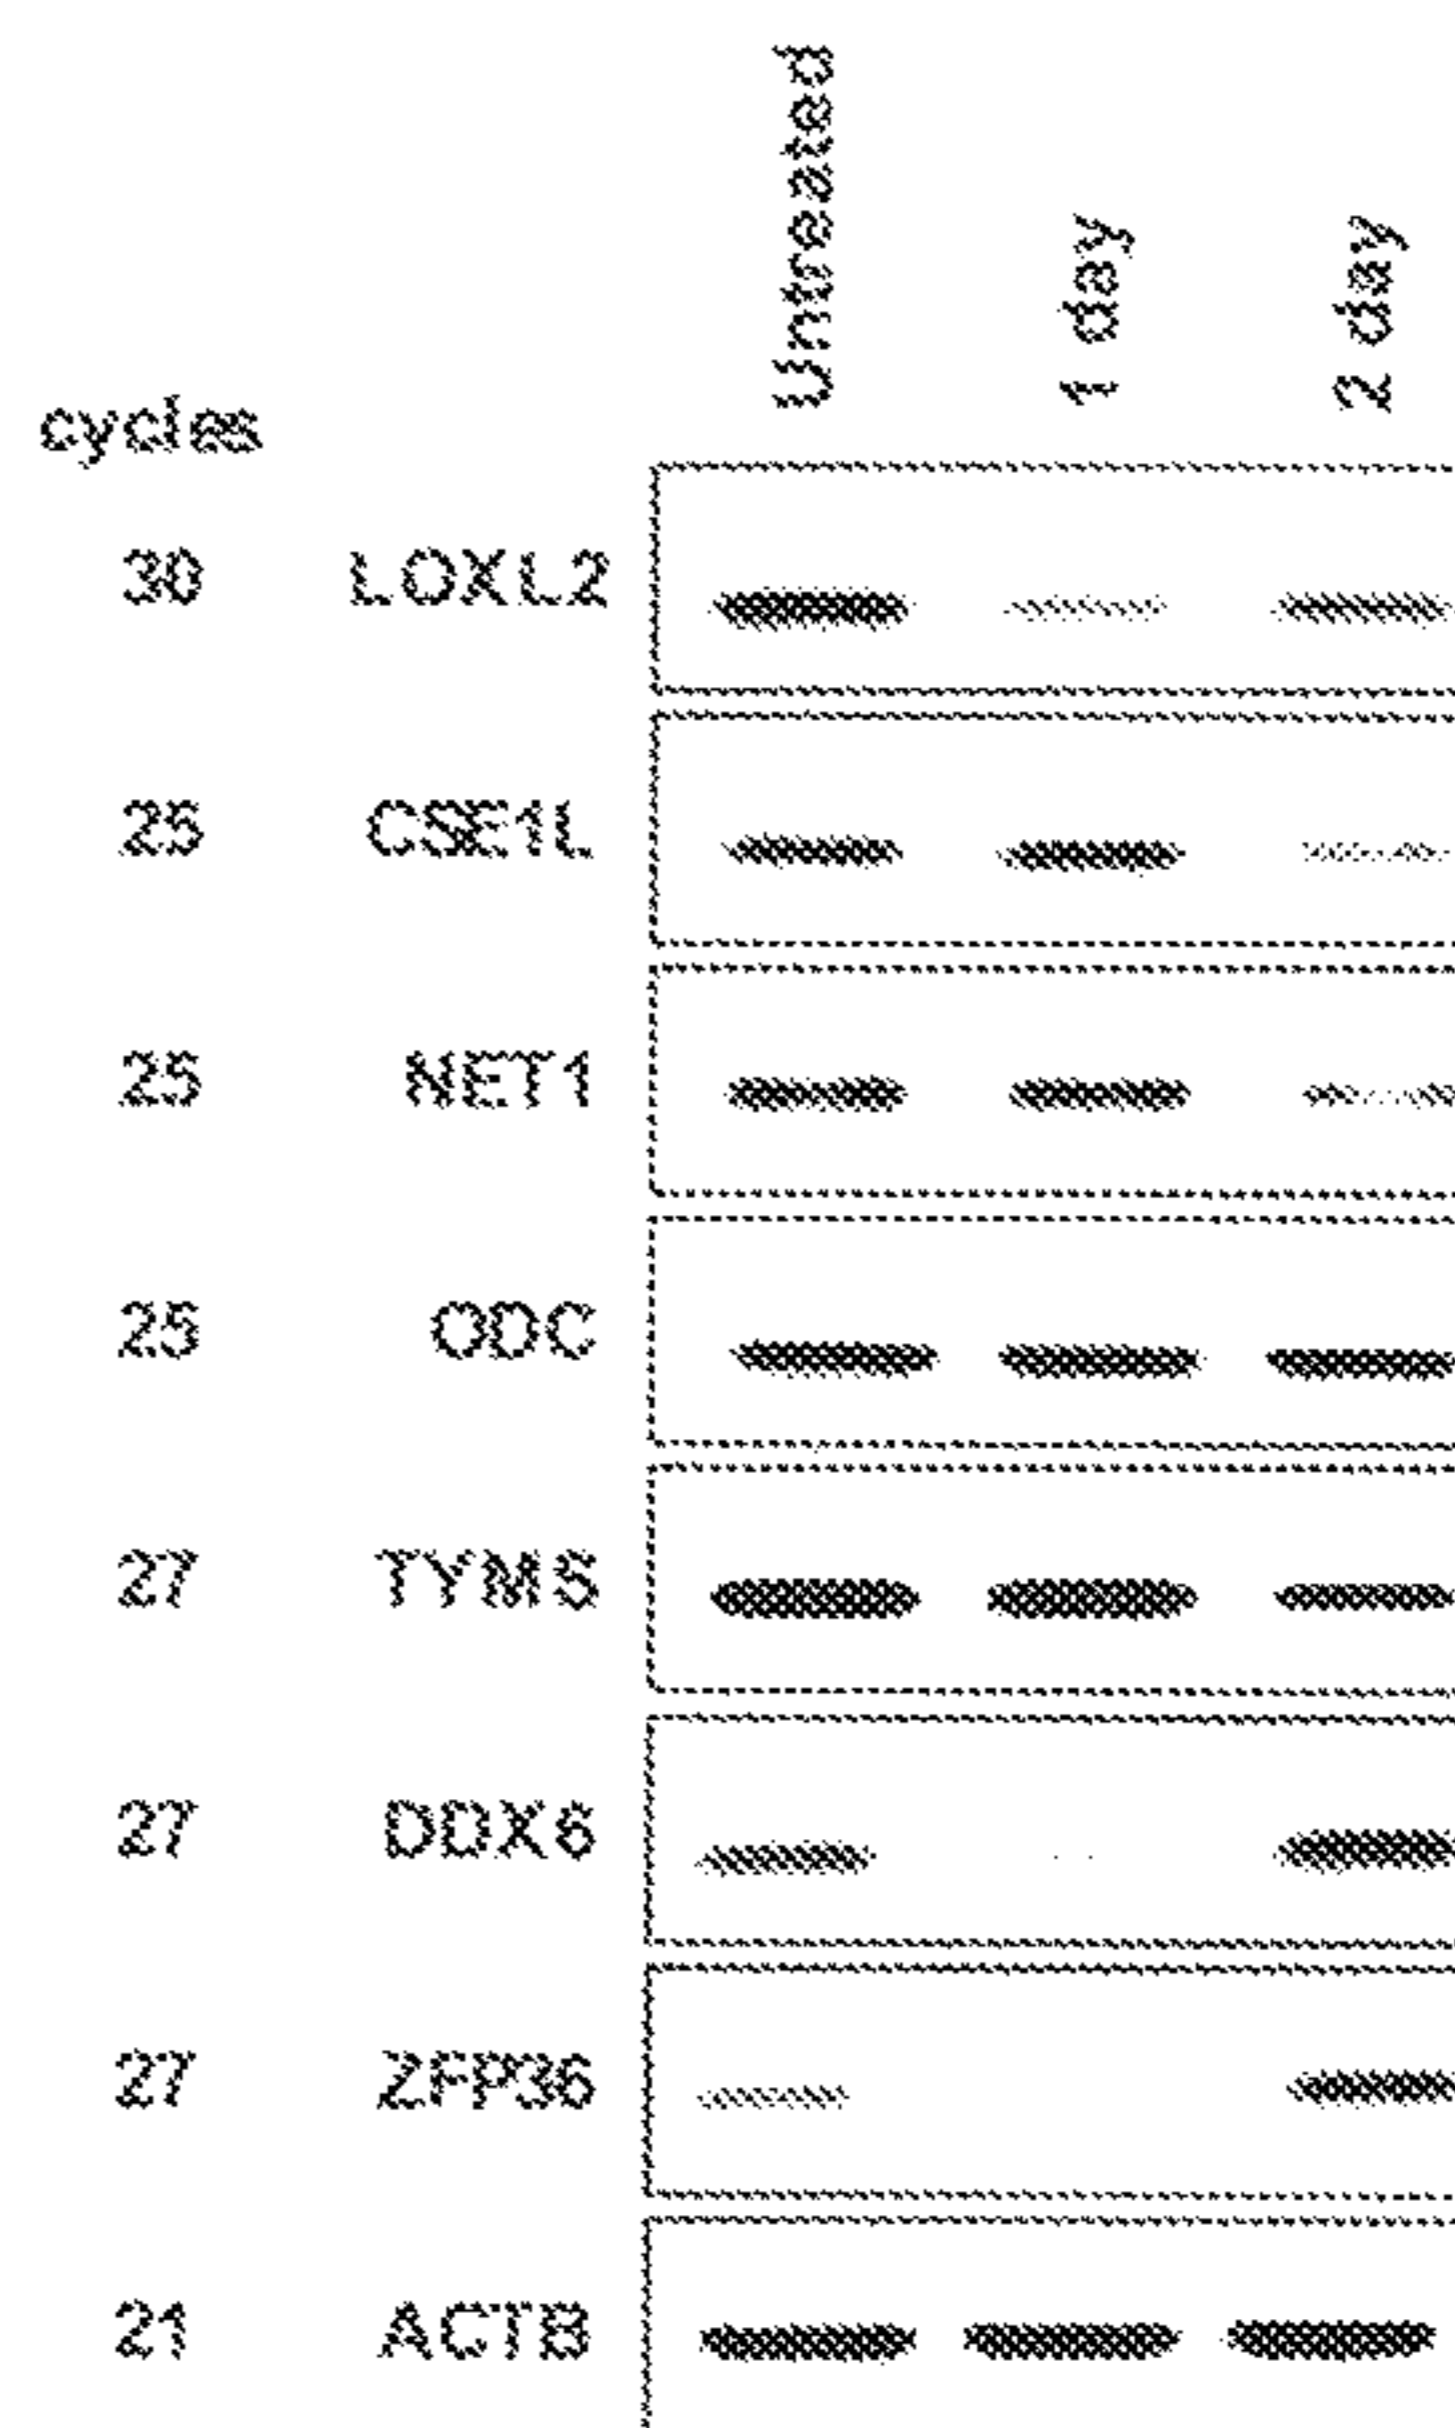 Untreated
1 day
2 day
cycles
30 LOXL2
25 CSE1L
25 NET1
25 ODC
27 TYMS
27 DDX6
27 ZFP36
21 ACTB